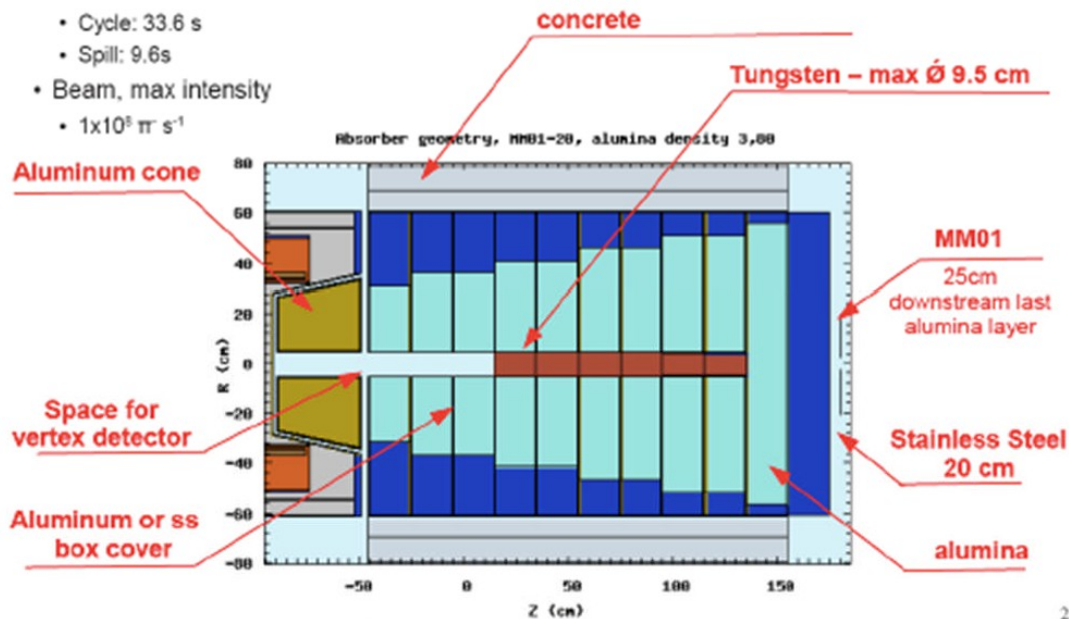 • Cycle: 33.6 s
• Spill: 9.6s
• Beam, max intensity
• 1x10⁸ π⁻ s⁻¹
concrete
Tungsten – max Ǿ 9.5 cm
Absorber geometry, MM01-20, alumina density 3,80
Aluminum cone
MM01
25cm
downstream last
alumina layer
Space for
vertex detector
Stainless Steel
20 cm
Aluminum or ss
box cover
alumina
80
60
40
20
0
-20
-40
-60
-80
R (cm)
-50
0
50
100
150
Z (cm)
2